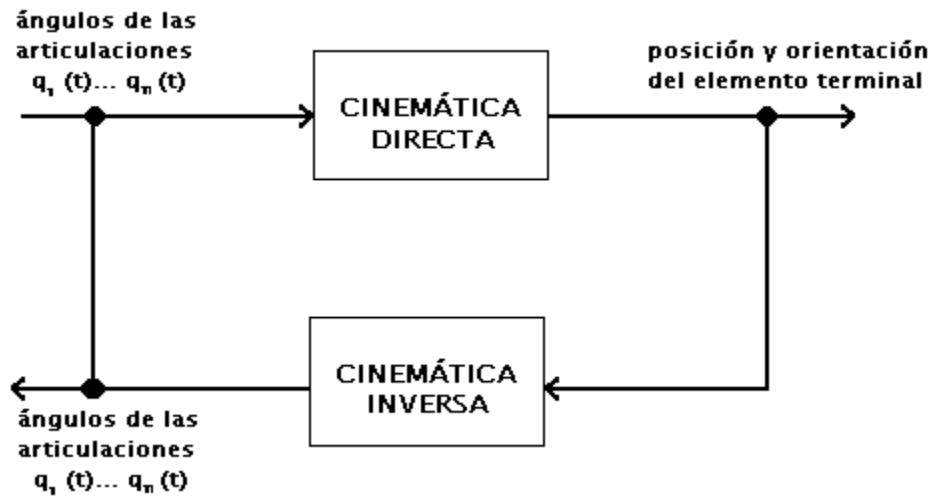 ángulos de las
articulaciones
q₁ (t)... qₙ (t)
posición y orientación
del elemento terminal
CINEMÁTICA
DIRECTA
CINEMÁTICA
INVERSA
ángulos de las
articulaciones
q₁ (t)... qₙ (t)